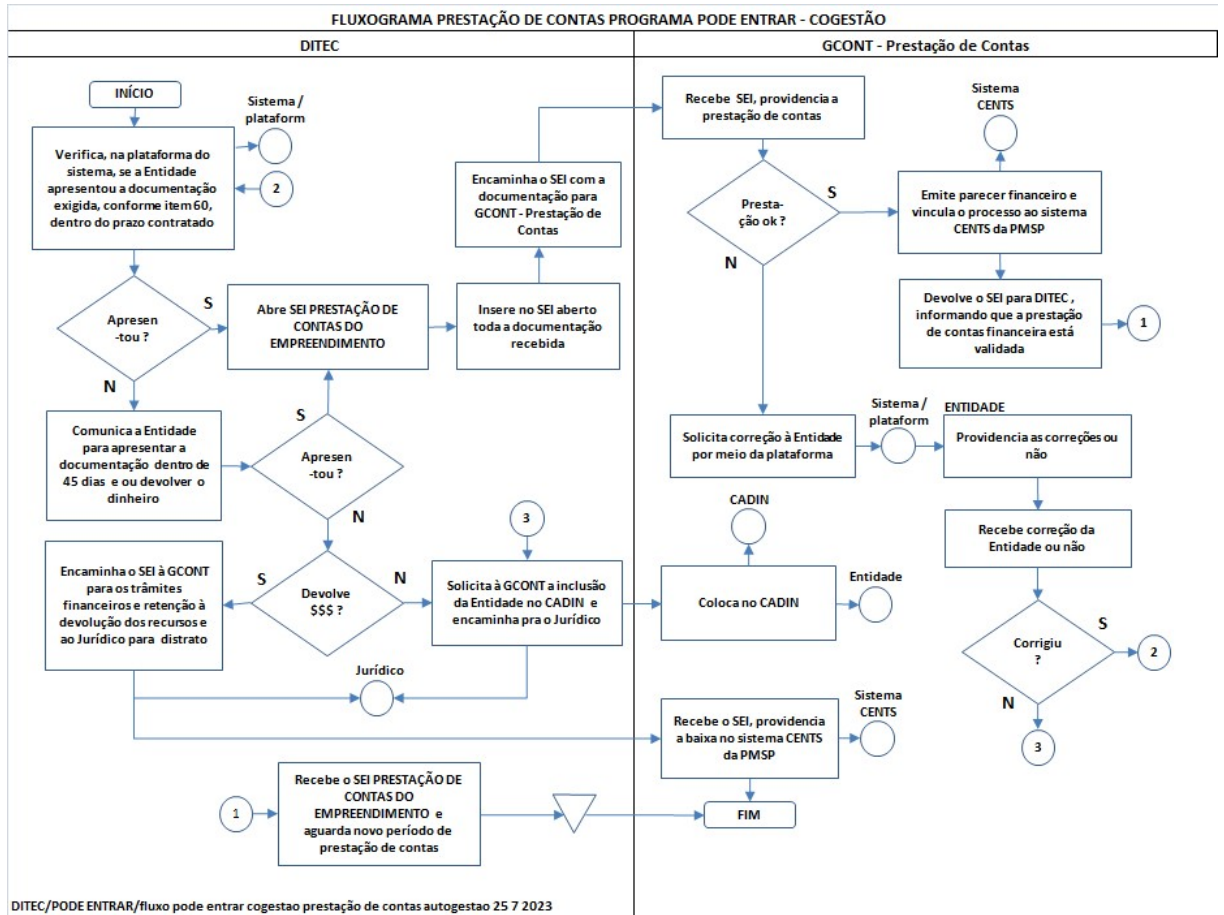 FLUXOGRAMA PRESTAÇÃO DE CONTAS PROGRAMA PODE ENTRAR - COGESTÃO
DITEC
INÍCIO
Sistema /
plataform
Verifica, na plataforma do
sistema, se a Entidade
apresentou a documentação
exigida, conforme item 60,
dentro do prazo contratado
2
Apresen
-tou ?
S
N
Abre SEI PRESTAÇÃO DE
CONTAS DO
EMPREENDIMENTO
Insere no SEI aberto
toda a documentação
recebida
Encaminha o SEI com a
documentação para
GCONT - Prestação de
Contas
Comunica a Entidade
para apresentar a
documentação dentro de
45 dias e ou devolver o
dinheiro
S
Apresen
-tou ?
N
Devolve
$$$ ?
S
N
Encaminha o SEI à GCONT
para os trâmites
financeiros e retenção à
devolução dos recursos e
ao Jurídico para distrato
3
Solicita à GCONT a inclusão
da Entidade no CADIN e
encaminha pra o Jurídico
Jurídico
1
Recebe o SEI PRESTAÇÃO DE
CONTAS DO
EMPREENDIMENTO e
aguarda novo período de
prestação de contas
GCONT - Prestação de Contas
Recebe SEI, providencia a
prestação de contas
Presta-
ção ok ?
S
N
Sistema
CENTS
Emite parecer financeiro e
vincula o processo ao sistema
CENTS da PMSP
Devolve o SEI para DITEC ,
informando que a prestação
de contas financeira está
validada
1
Solicita correção à Entidade
por meio da plataforma
Sistema /
plataform
ENTIDADE
Providencia as correções ou
não
Recebe correção da
Entidade ou não
Corrigiu
?
S
2
N
3
CADIN
Coloca no CADIN
Entidade
Recebe o SEI, providencia
a baixa no sistema CENTS
da PMSP
Sistema
CENTS
FIM
DITEC/PODE ENTRAR/fluxo pode entrar cogestao prestação de contas autogestao 25 7 2023